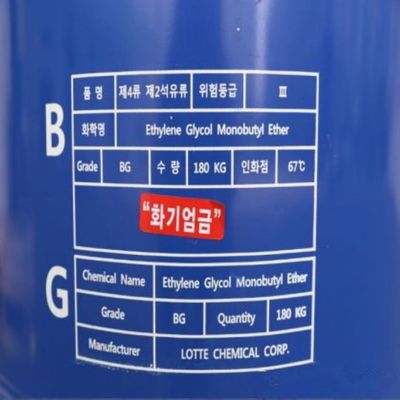 품 명 제4류 제2석유류 위험등급 Ⅲ
B
화학명 Ethylene Glycol Monobutyl Ether
Grade BG 수 량 180 KG 인화점 67℃
"화기엄금"
G
Chemical Name Ethylene Glycol Monobutyl Ether
Grade BG Quantity 180 KG
Manufacturer LOTTE CHEMICAL CORP.